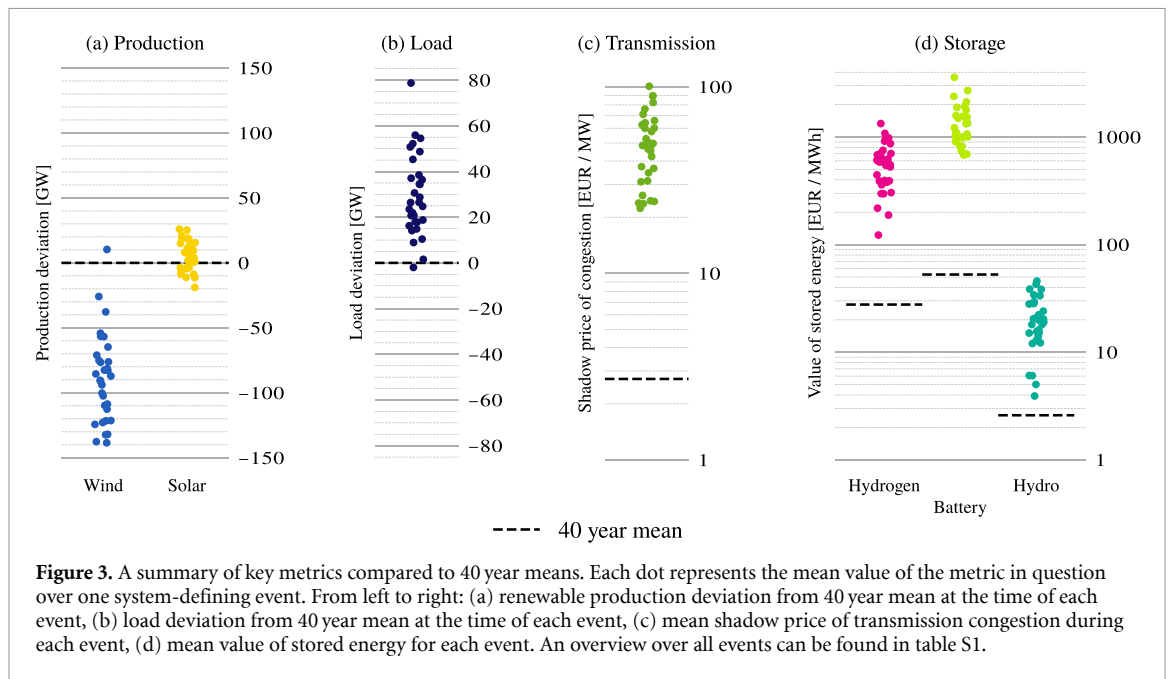 (a) Production
(b) Load
(c) Transmission
(d) Storage
Production deviation [GW]
150
100
50
0
−50
−100
−150
Wind
Solar
Load deviation [GW]
80
60
40
20
0
−20
−40
−60
−80
Shadow price of congestion [EUR / MW]
100
10
1
Value of stored energy [EUR / MWh]
1000
100
10
1
Hydrogen
Battery
Hydro
40 year mean
Figure 3. A summary of key metrics compared to 40 year means. Each dot represents the mean value of the metric in question
over one system-defining event. From left to right: (a) renewable production deviation from 40 year mean at the time of each
event, (b) load deviation from 40 year mean at the time of each event, (c) mean shadow price of transmission congestion during
each event, (d) mean value of stored energy for each event. An overview over all events can be found in table S1.